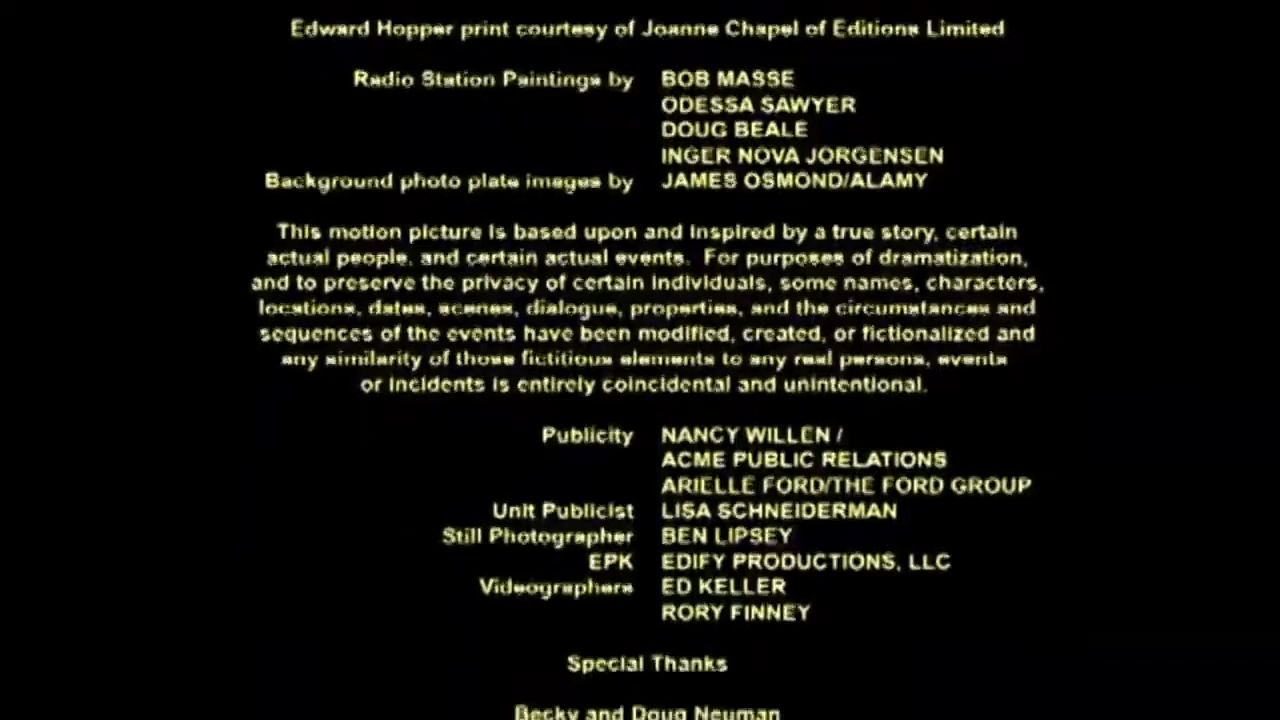 Edward Hopper print courtesy of Joanne Chapel of Editions Limited
Radio Station Paintings by BOB MASSE
ODESSA SAWYER
DOUG BEALE
INGER NOVA JORGENSEN
Background photo plate images by JAMES OSMOND/ALAMY
This motion picture is based upon and inspired by a true story, certain
actual people, and certain actual events. For purposes of dramatization,
and to preserve the privacy of certain individuals, some names, characters,
locations, dates, scenes, dialogue, properties, and the circumstances and
sequences of the events have been modified, created, or fictionalized and
any similarity of those fictitious elements to any real persons, events
or incidents is entirely coincidental and unintentional.
Publicity NANCY WILLEN /
ACME PUBLIC RELATIONS
ARIELLE FORD/THE FORD GROUP
Unit Publicist LISA SCHNEIDERMAN
Still Photographer BEN LIPSEY
EPK EDIFY PRODUCTIONS, LLC
Videographers ED KELLER
RORY FINNEY
Special Thanks
Becky and Doug Neuman